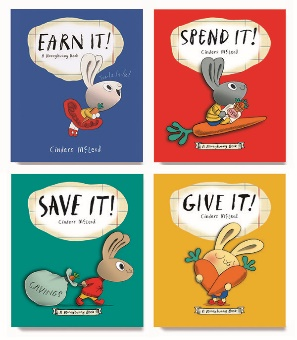 EARN IT!
A Moneybunny Book
Cinders McLeod
SPEND IT!
Cinders McLeod
A Moneybunny Book
SAVE IT!
Cinders McLeod
SAVINGS
A Moneybunny Book
GIVE IT!
Cinders McLeod
A Moneybunny Book